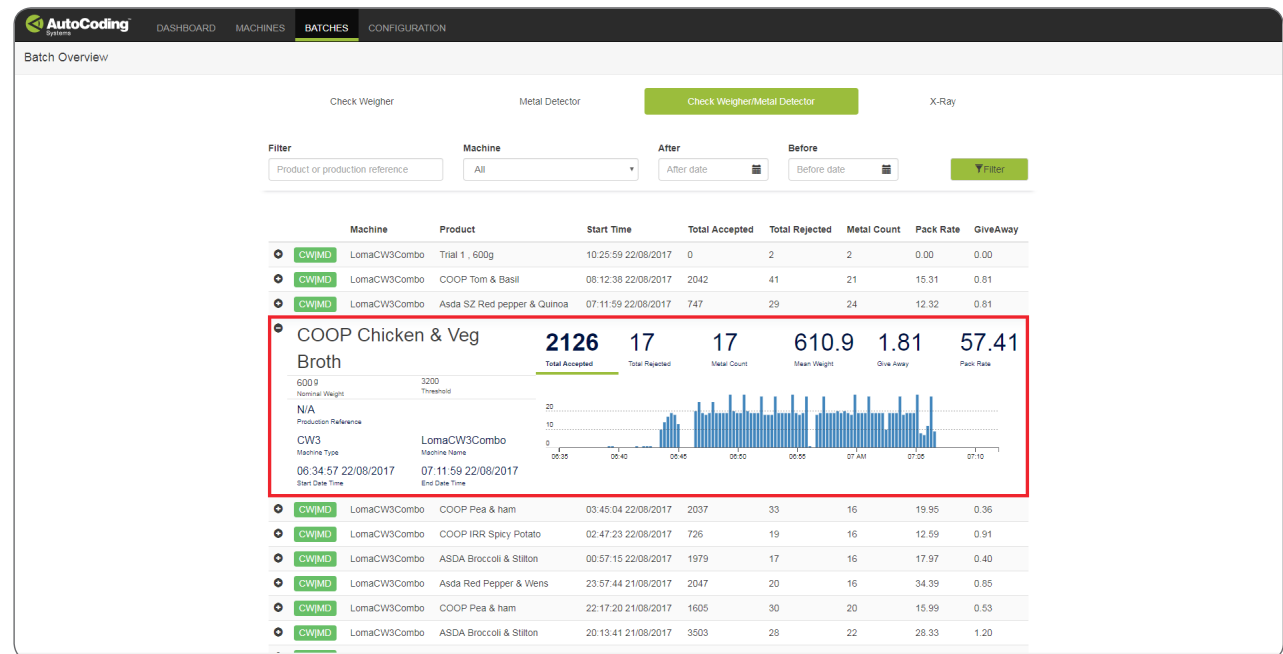 AutoCoding
Systems
DASHBOARD MACHINES BATCHES CONFIGURATION
Batch Overview
Check Weigher Metal Detector Check Weigher/Metal Detector X-Ray
Filter Machine After Before
Product or production reference All After date Before date Filter
Machine Product Start Time Total Accepted Total Rejected Metal Count Pack Rate GiveAway
CW|MD LomaCW3Combo Trial 1 , 600g 10:25:59 22/08/2017 0 2 2 0.00 0.00
CW|MD LomaCW3Combo COOP Tom & Basil 08:12:38 22/08/2017 2042 41 21 15.31 0.81
CW|MD LomaCW3Combo Asda SZ Red pepper & Quinoa 07:11:59 22/08/2017 747 29 24 12.32 0.81
COOP Chicken & Veg
Broth
2126 17 17 610.9 1.81 57.41
Total Accepted Total Rejected Metal Count Mean Weight Give Away Pack Rate
600 g 3200
Nominal Weight Threshold
N/A
Production Reference
CW3 LomaCW3Combo
Machine Type Machine Name
06:34:57 22/08/2017 07:11:59 22/08/2017
Start Date Time End Date Time
20
10
0
06:35 06:40 06:45 06:50 06:55 07 AM 07:05 07:10
CW|MD LomaCW3Combo COOP Pea & ham 03:45:04 22/08/2017 2037 33 16 19.95 0.36
CW|MD LomaCW3Combo COOP IRR Spicy Potato 02:47:23 22/08/2017 726 19 16 12.59 0.91
CW|MD LomaCW3Combo ASDA Broccoli & Stilton 00:57:15 22/08/2017 1979 17 16 17.97 0.40
CW|MD LomaCW3Combo Asda Red Pepper & Wens 23:57:44 21/08/2017 2047 20 16 34.39 0.85
CW|MD LomaCW3Combo COOP Pea & ham 22:17:20 21/08/2017 1605 30 20 15.99 0.53
CW|MD LomaCW3Combo ASDA Broccoli & Stilton 20:13:41 21/08/2017 3503 28 22 28.33 1.20